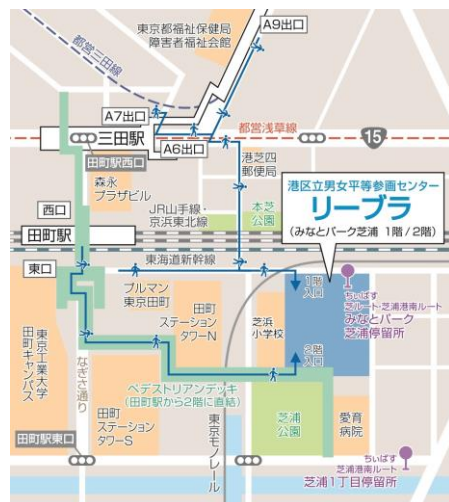 東京都福祉保健局
障害者福祉会館
A9出口
都営三田線
A7出口
三田駅
都営浅草線
15
田町駅西口
A6出口
港芝四
郵便局
森永
プラザビル
本芝
公園
港区立男女平等参画センター
リーブラ
(みなとパーク芝浦 1階/2階)
西口
JR山手線・
京浜東北線
田町駅
東海道新幹線
東口
プルマン
東京田町
1階
入口
ちぃばす
芝ルート・芝浦港南ルート
みなとパーク
芝浦停留所
田町
ステーション
タワーN
芝浜
小学校
東京工業大学
田町キャンパス
なぎさ通り
2階
入口
ペデストリアンデッキ
(田町駅から2階に直結)
田町
ステーション
タワーS
東京モノレール
芝浦
公園
愛育
病院
田町駅東口
ちぃばす
芝浦港南ルート
芝浦1丁目停留所